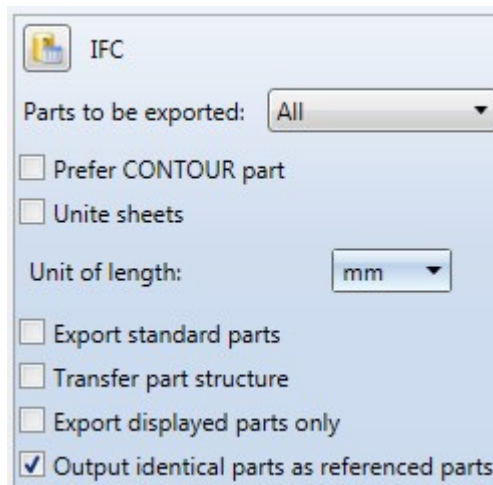 IFC
Parts to be exported: All
Prefer CONTOUR part
Unite sheets
Unit of length: mm
Export standard parts
Transfer part structure
Export displayed parts only
Output identical parts as referenced parts